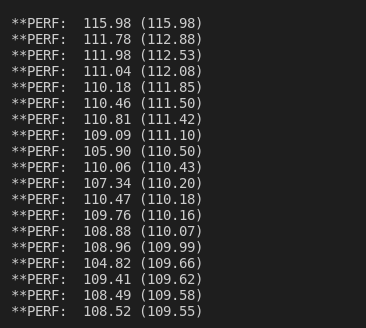 **PERF:  115.98 (115.98)
**PERF:  111.78 (112.88)
**PERF:  111.98 (112.53)
**PERF:  111.04 (112.08)
**PERF:  110.18 (111.85)
**PERF:  110.46 (111.50)
**PERF:  110.81 (111.42)
**PERF:  109.09 (111.10)
**PERF:  105.90 (110.50)
**PERF:  110.06 (110.43)
**PERF:  107.34 (110.20)
**PERF:  110.47 (110.18)
**PERF:  109.76 (110.16)
**PERF:  108.88 (110.07)
**PERF:  108.96 (109.99)
**PERF:  104.82 (109.66)
**PERF:  109.41 (109.62)
**PERF:  108.49 (109.58)
**PERF:  108.52 (109.55)